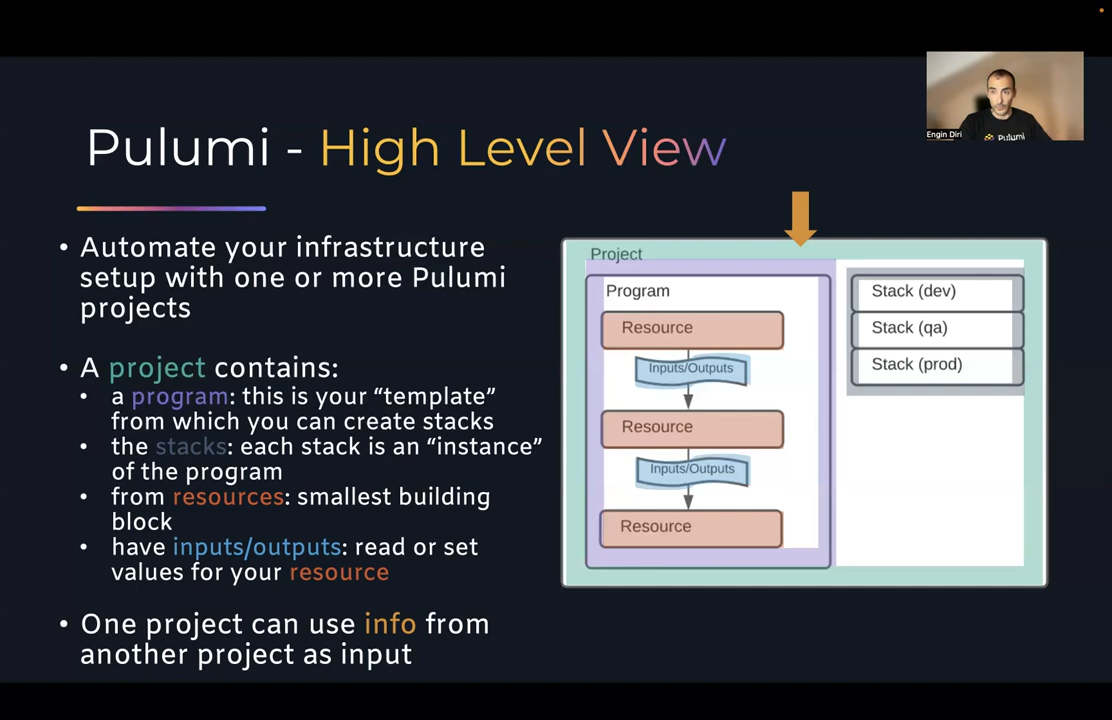 Engin Diri
Pulumi
Pulumi - High Level View
• Automate your infrastructure
setup with one or more Pulumi
projects
• A project contains:
• a program: this is your “template”
from which you can create stacks
• the stacks: each stack is an “instance”
of the program
• from resources: smallest building
block
• have inputs/outputs: read or set
values for your resource
• One project can use info from
another project as input
Project
Program
Resource
Inputs/Outputs
Resource
Inputs/Outputs
Resource
Stack (dev)
Stack (qa)
Stack (prod)